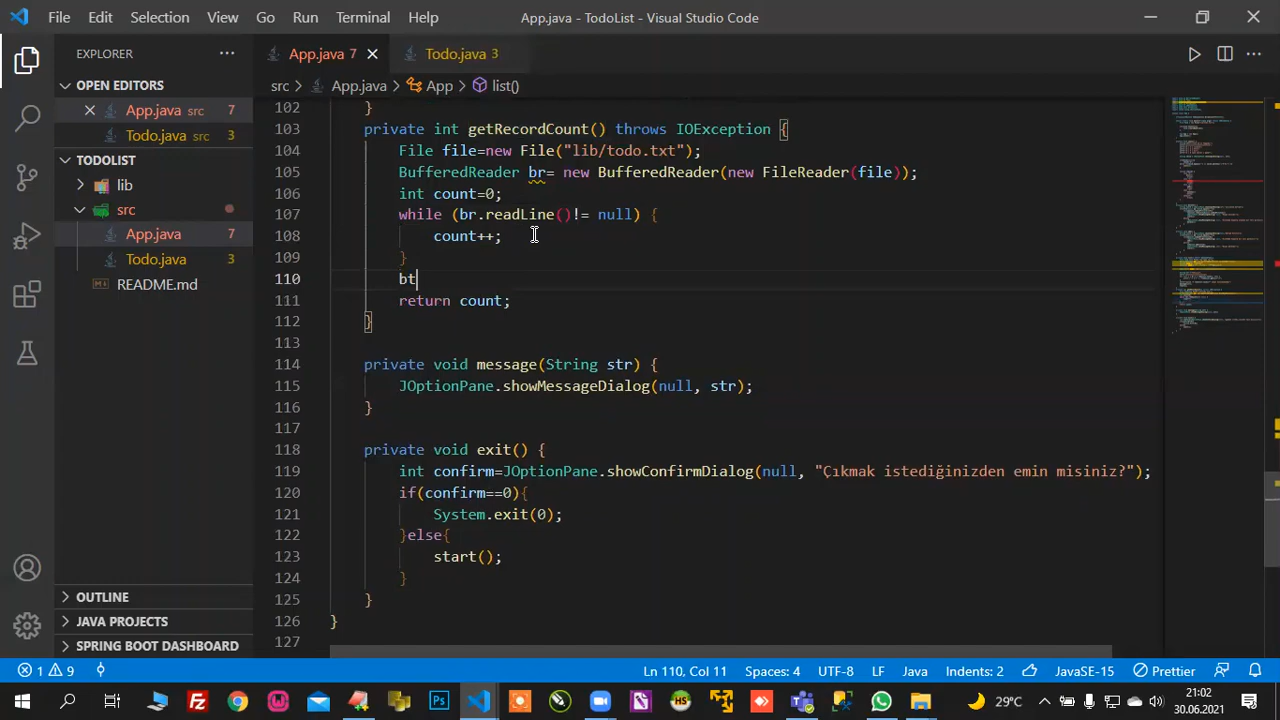 File Edit Selection View Go Run Terminal Help
App.java - TodoList - Visual Studio Code
EXPLORER
App.java 7
Todo.java 3
OPEN EDITORS
App.java src 7
Todo.java src 3
TODOLIST
lib
src
App.java 7
Todo.java 3
README.md
OUTLINE
JAVA PROJECTS
SPRING BOOT DASHBOARD
src > App.java > App > list()
102 }
103 private int getRecordCount() throws IOException {
104 File file=new File("lib/todo.txt");
105 BufferedReader br= new BufferedReader(new FileReader(file));
106 int count=0;
107 while (br.readLine()!= null) {
108 count++;
109 }
110 bt
111 return count;
112 }
113
114 private void message(String str) {
115 JOptionPane.showMessageDialog(null, str);
116 }
117
118 private void exit() {
119 int confirm=JOptionPane.showConfirmDialog(null, "Çıkmak istediğinizden emin misiniz?");
120 if(confirm==0){
121 System.exit(0);
122 }else{
123 start();
124 }
125 }
126 }
127
1 9
Ln 110, Col 11 Spaces: 4 UTF-8 LF Java Indents: 2 JavaSE-15 Prettier
29°C
21:02
30.06.2021